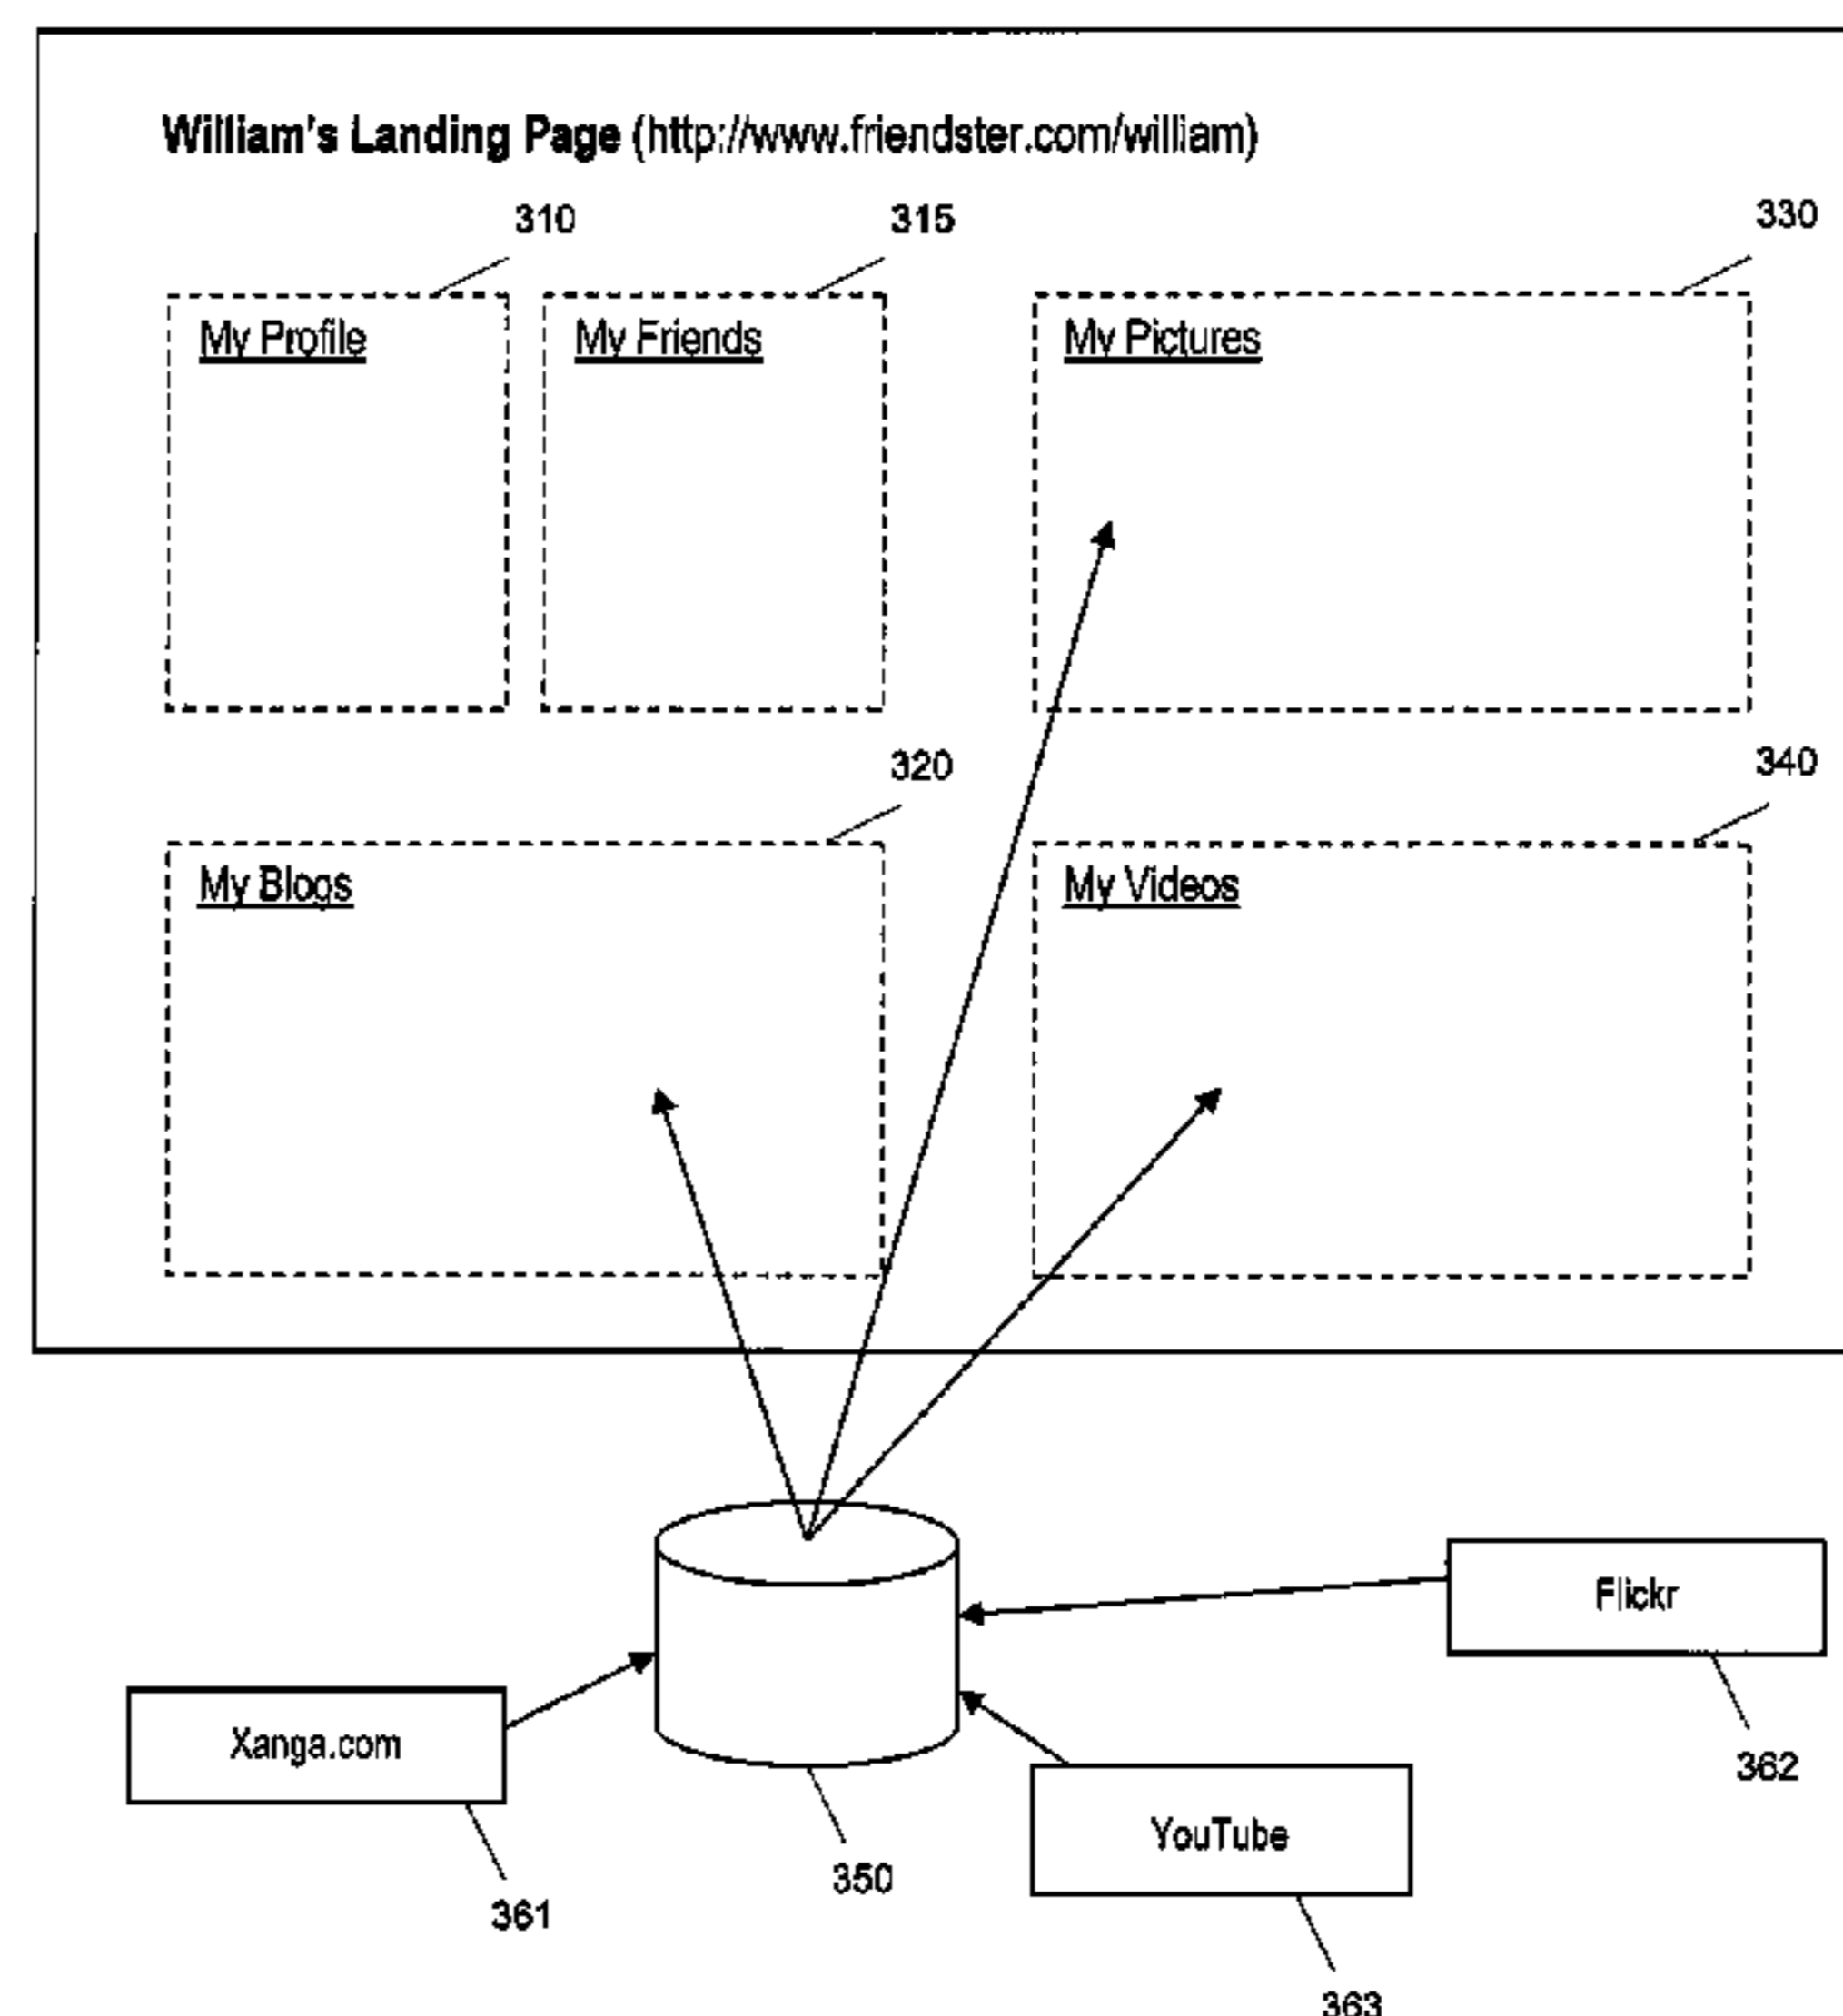 William's Landing Page (http://www.friendster.com/william)
310
315
330
My Profile
My Friends
My Pictures
320
340
My Blogs
My Videos
Flickr
Xanga.com
362
YouTube
350
361
363